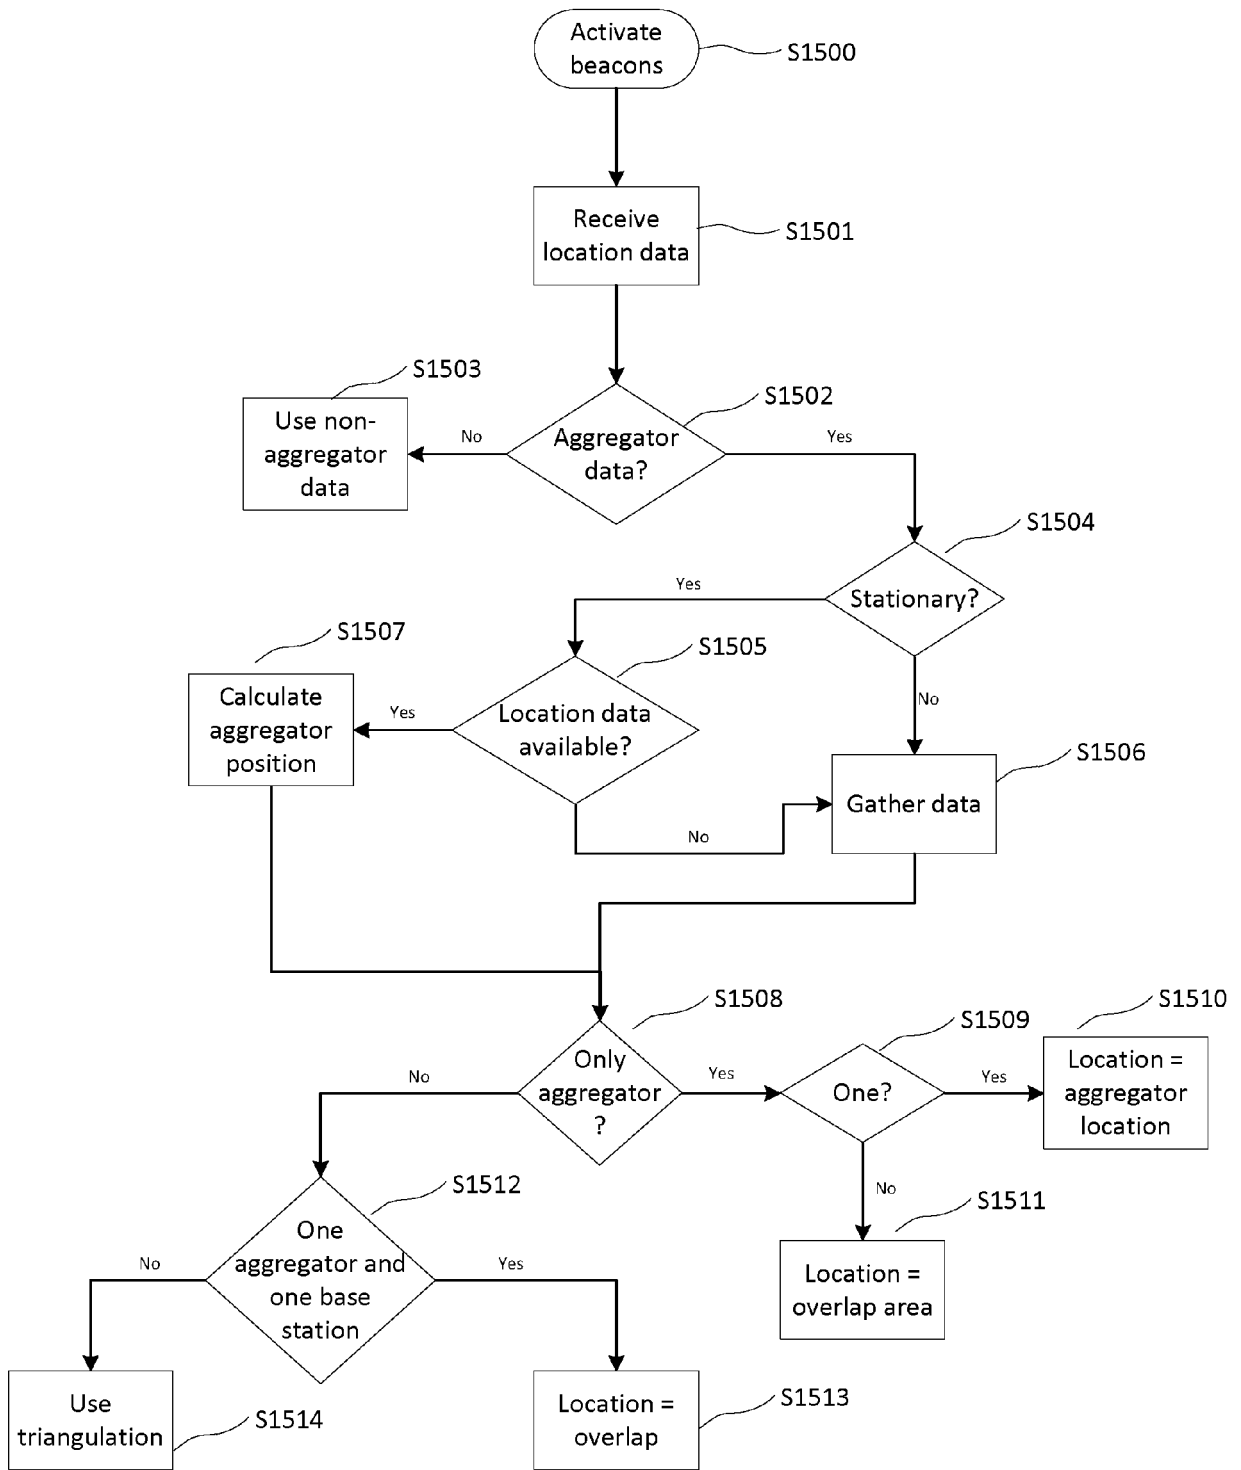 Activate
beacons
S1500
Receive
location data
S1501
S1503
Use non-
aggregator
data
No
Aggregator
data?
S1502
Yes
S1504
Stationary?
Yes
No
S1507
Calculate
aggregator
position
Yes
S1505
Location data
available?
No
S1506
Gather data
S1508
Only
aggregator
?
No
Yes
S1509
One?
Yes
S1510
Location =
aggregator
location
No
S1511
Location =
overlap area
S1512
One
aggregator and
one base
station
No
Yes
Use
triangulation
S1514
Location =
overlap
S1513